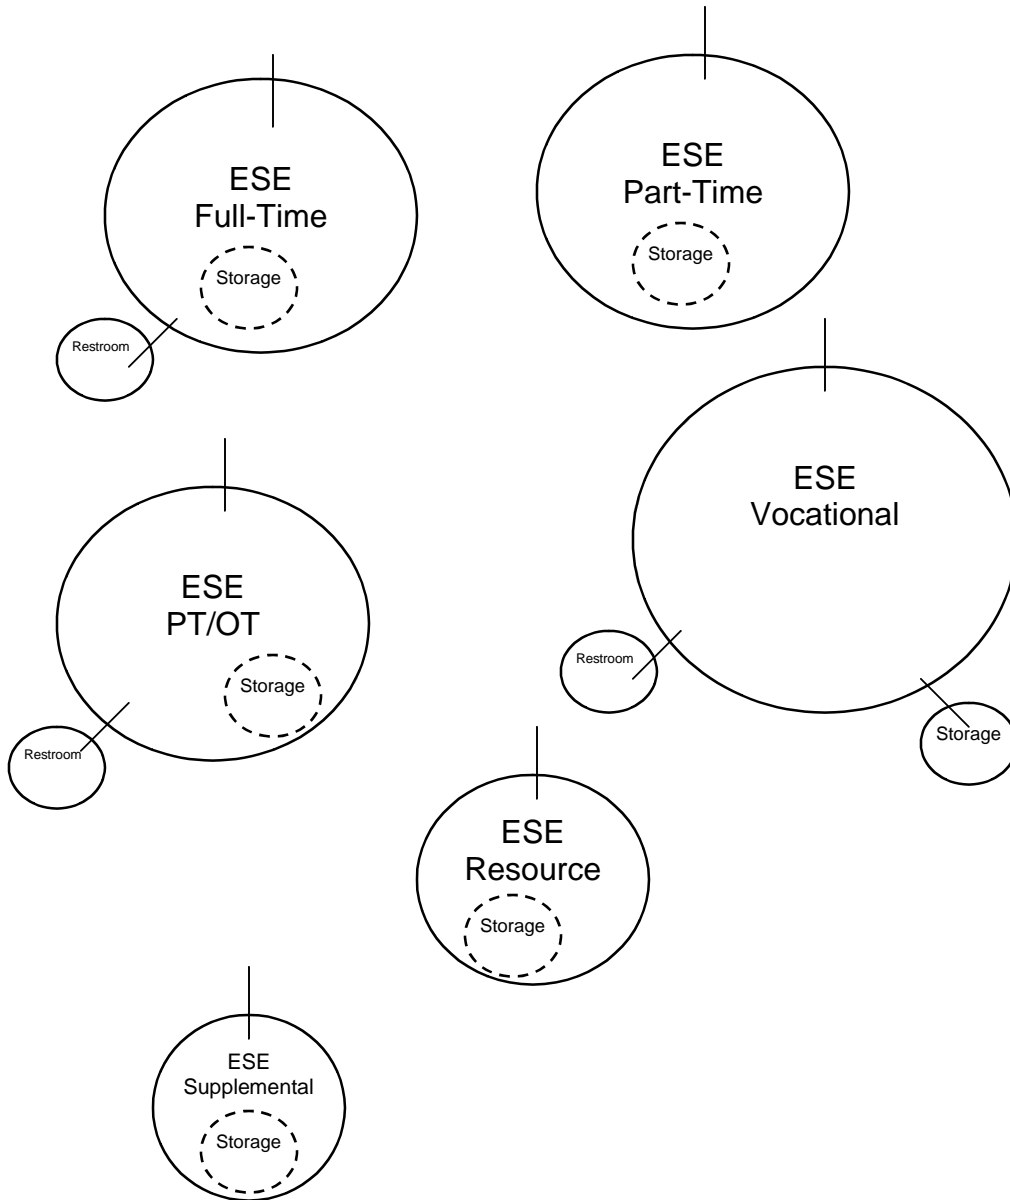 ESE
Full-Time
Storage
Restroom
ESE
Part-Time
Storage
ESE
Vocational
Restroom
Storage
ESE
PT/OT
Storage
Restroom
ESE
Resource
Storage
ESE
Supplemental
Storage